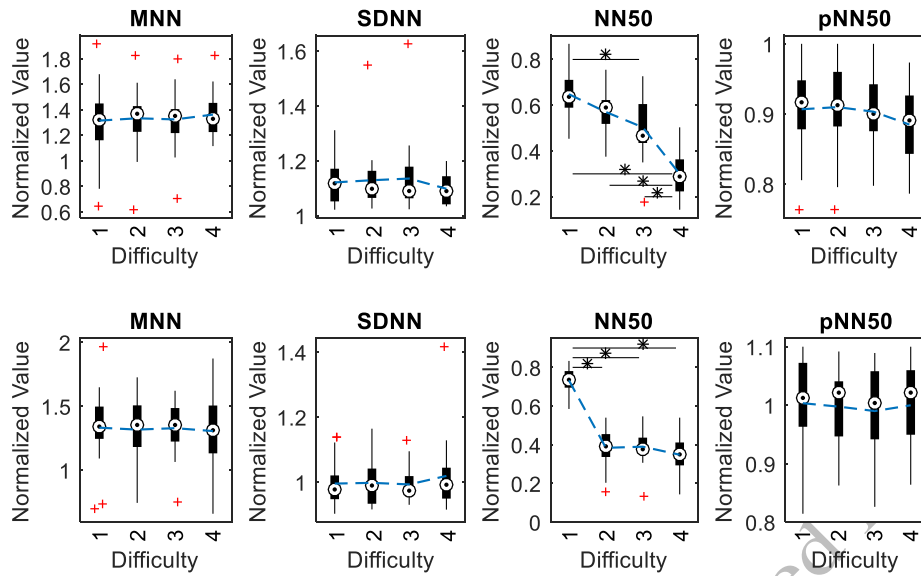 MNN SDNN NN50 pNN50
Normalized Value
1.8
1.6
1.4
1.2
1
0.8
0.6
1 2 3 4
Difficulty
Normalized Value
1.6
1.4
1.2
1
1 2 3 4
Difficulty
Normalized Value
0.8
0.6
0.4
0.2
1 2 3 4
Difficulty
Normalized Value
1
0.9
0.8
1 2 3 4
Difficulty
MNN SDNN NN50 pNN50
Normalized Value
2
1.5
1
1 2 3 4
Difficulty
Normalized Value
1.4
1.2
1
1 2 3 4
Difficulty
Normalized Value
0.8
0.6
0.4
0.2
0
1 2 3 4
Difficulty
Normalized Value
1.1
1
0.9
0.8
1 2 3 4
Difficulty